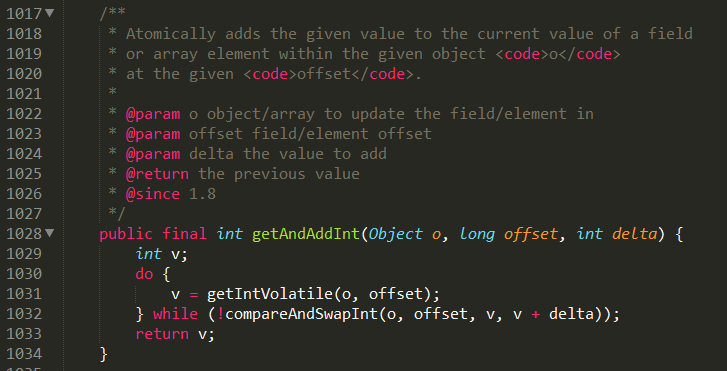 1017 /**
1018 * Atomically adds the given value to the current value of a field
1019 * or array element within the given object <code>o</code>
1020 * at the given <code>offset</code>.
1021 *
1022 * @param o object/array to update the field/element in
1023 * @param offset field/element offset
1024 * @param delta the value to add
1025 * @return the previous value
1026 * @since 1.8
1027 */
1028 public final int getAndAddInt(Object o, long offset, int delta) {
1029 int v;
1030 do {
1031 v = getIntVolatile(o, offset);
1032 } while (!compareAndSwapInt(o, offset, v, v + delta));
1033 return v;
1034 }
1035